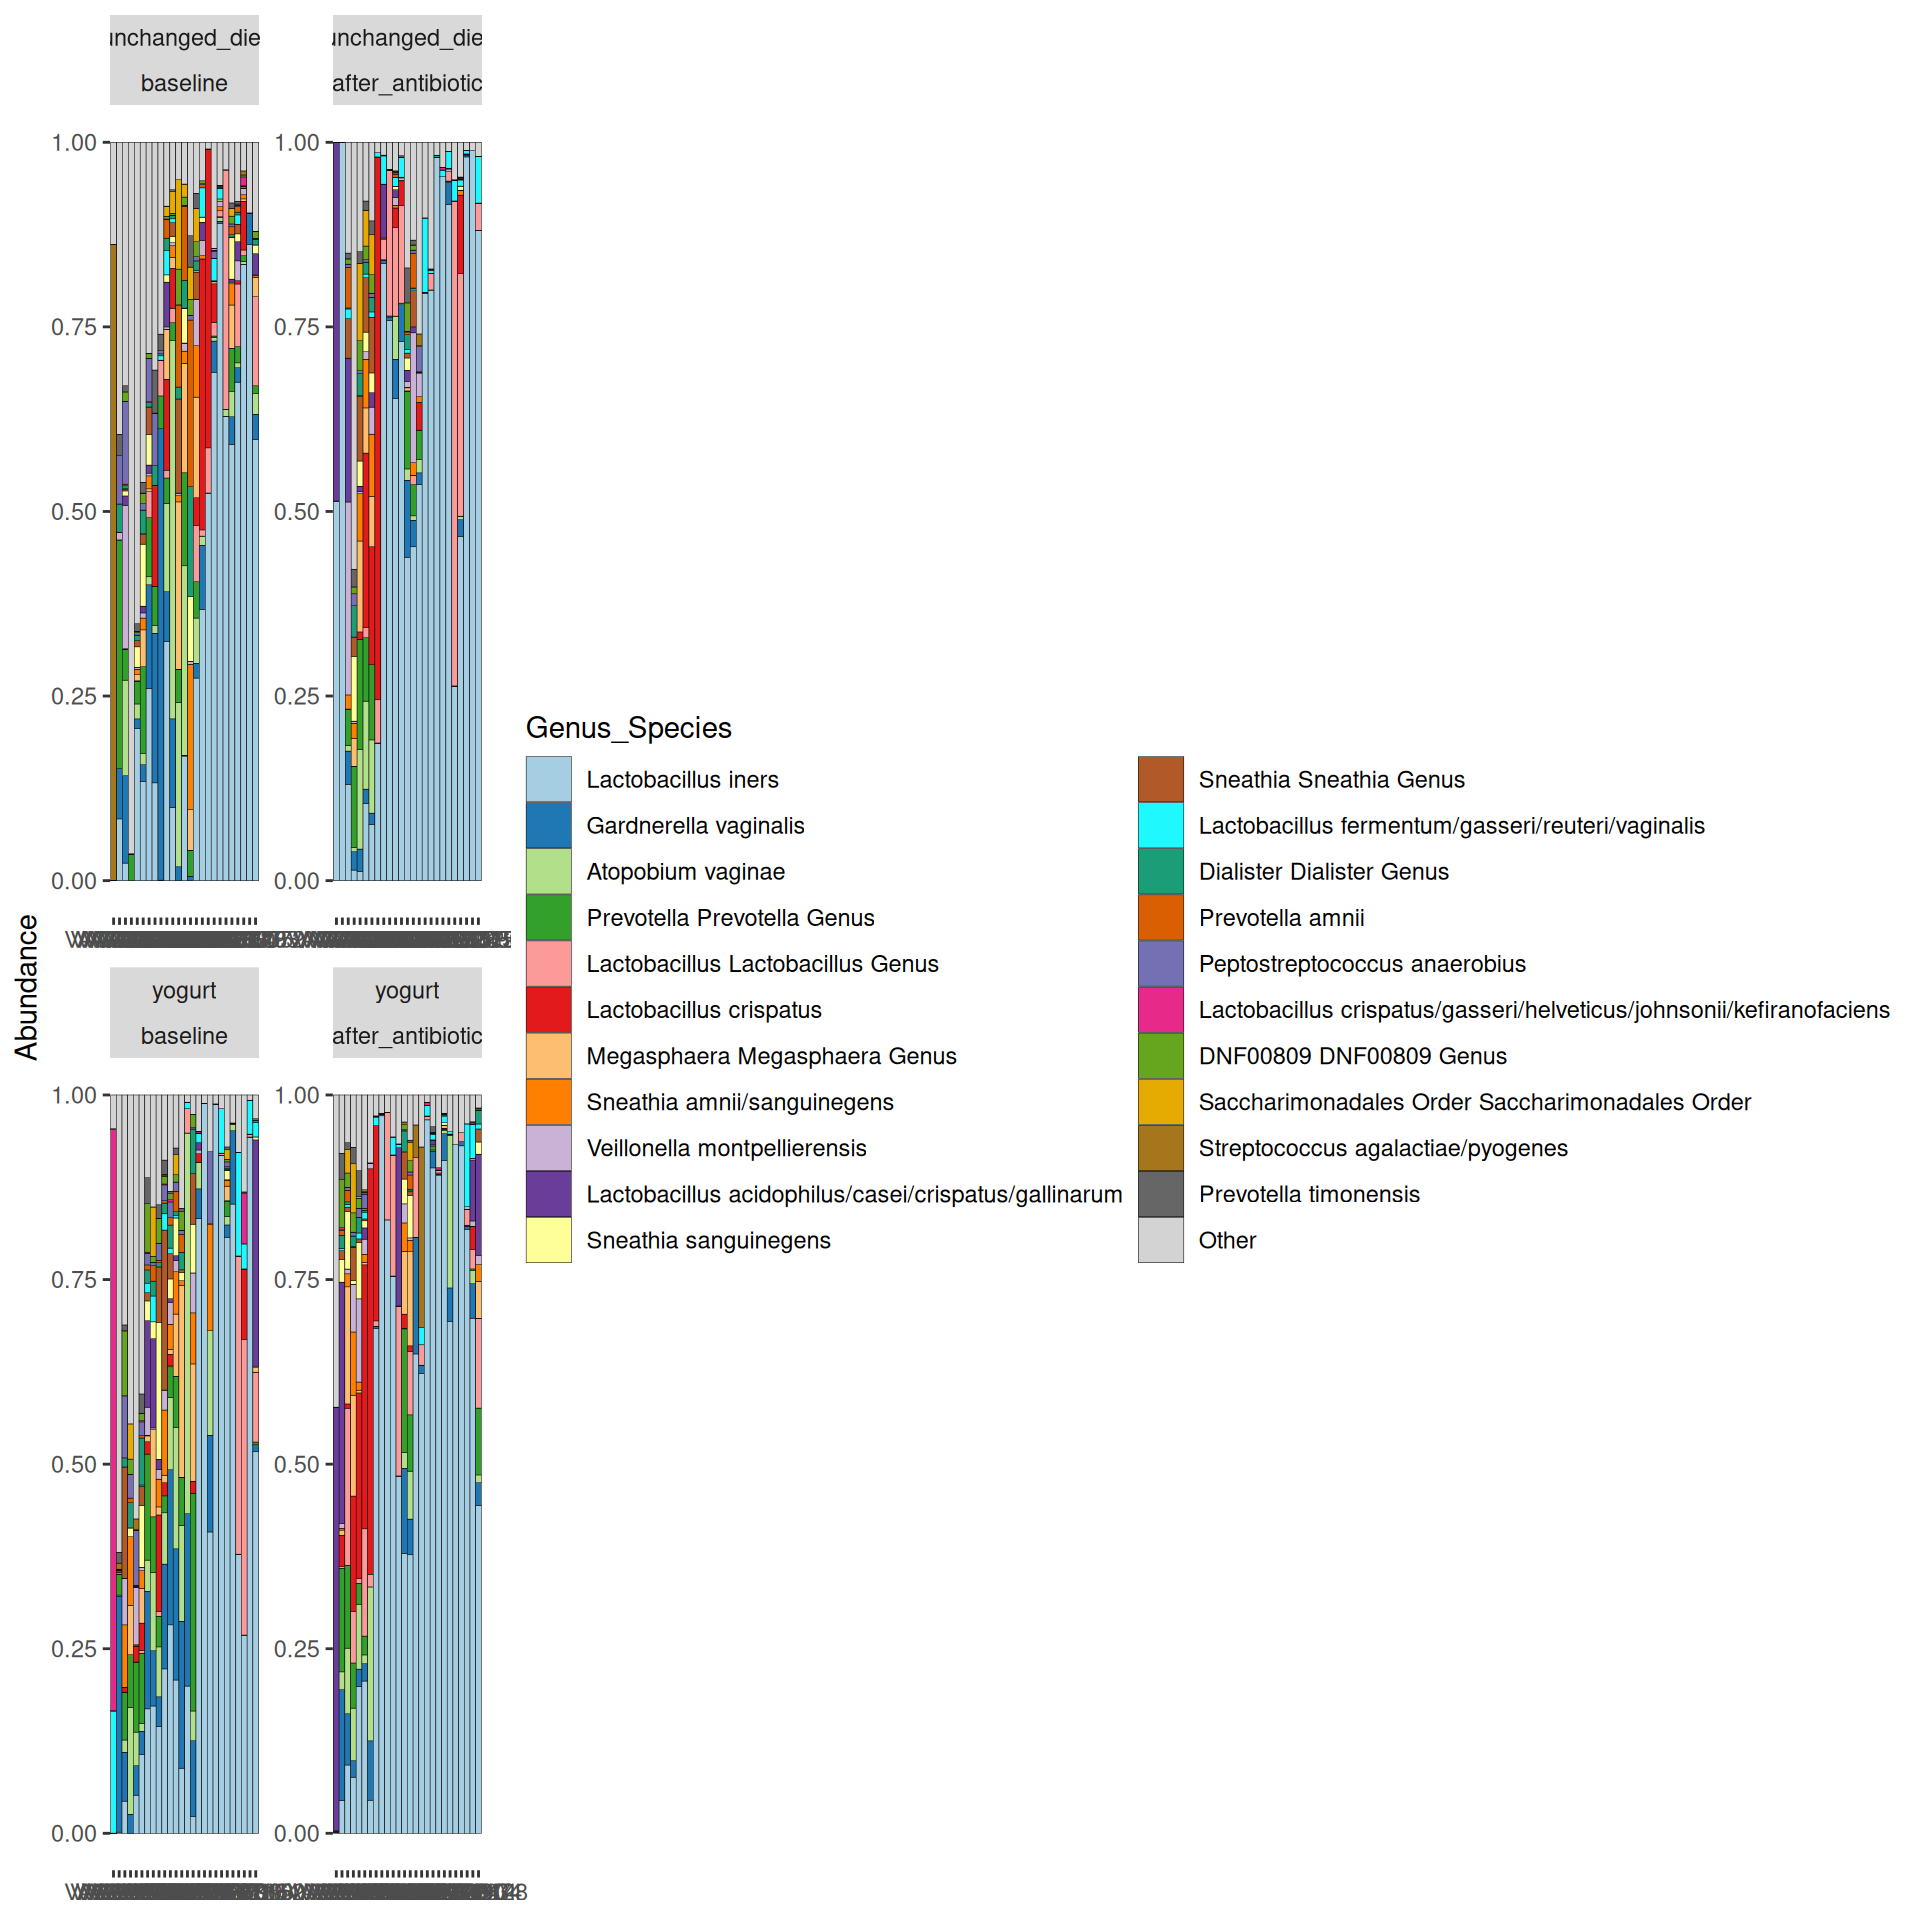 unchanged_die
baseline
unchanged_die
after_antibiotic
1.00
0.75
0.50
0.25
0.00
1.00
0.75
0.50
0.25
0.00
Abundance
yogurt
baseline
yogurt
after_antibiotic
1.00
0.75
0.50
0.25
0.00
1.00
0.75
0.50
0.25
0.00
Genus_Species
Lactobacillus iners
Gardnerella vaginalis
Atopobium vaginae
Prevotella Prevotella Genus
Lactobacillus Lactobacillus Genus
Lactobacillus crispatus
Megasphaera Megasphaera Genus
Sneathia amnii/sanguinegens
Veillonella montpellierensis
Lactobacillus acidophilus/casei/crispatus/gallinarum
Sneathia sanguinegens
Sneathia Sneathia Genus
Lactobacillus fermentum/gasseri/reuteri/vaginalis
Dialister Dialister Genus
Prevotella amnii
Peptostreptococcus anaerobius
Lactobacillus crispatus/gasseri/helveticus/johnsonii/kefiranofaciens
DNF00809 DNF00809 Genus
Saccharimonadales Order Saccharimonadales Order
Streptococcus agalactiae/pyogenes
Prevotella timonensis
Other